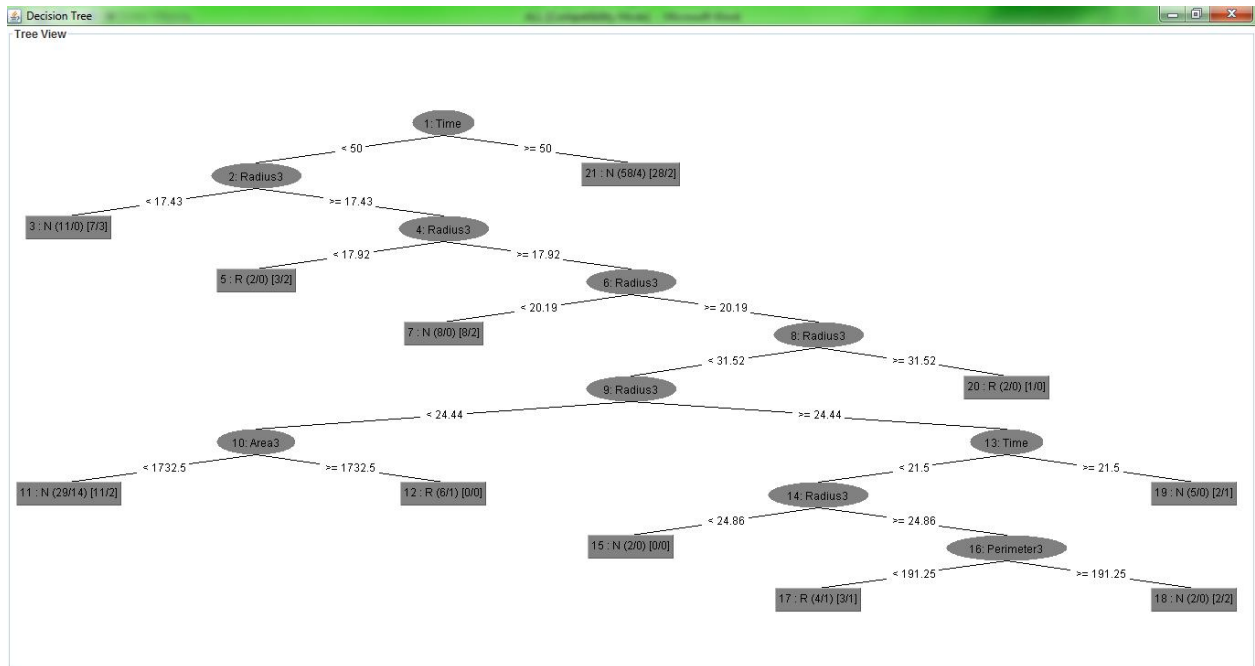 Decision Tree
Tree View
1: Time
< 50
>= 50
2: Radius3
21 : N (58/4) [28/2]
< 17.43
>= 17.43
3 : N (11/0) [7/3]
4: Radius3
< 17.92
>= 17.92
5 : R (2/0) [3/2]
6: Radius3
< 20.19
>= 20.19
7 : N (8/0) [8/2]
8: Radius3
< 31.52
>= 31.52
9: Radius3
20 : R (2/0) [1/0]
< 24.44
>= 24.44
10: Area3
13: Time
< 1732.5
>= 1732.5
< 21.5
>= 21.5
11 : N (29/14) [11/2]
12 : R (6/1) [0/0]
14: Radius3
19 : N (5/0) [2/1]
< 24.86
>= 24.86
15 : N (2/0) [0/0]
16: Perimeter3
< 191.25
>= 191.25
17 : R (4/1) [3/1]
18 : N (2/0) [2/2]